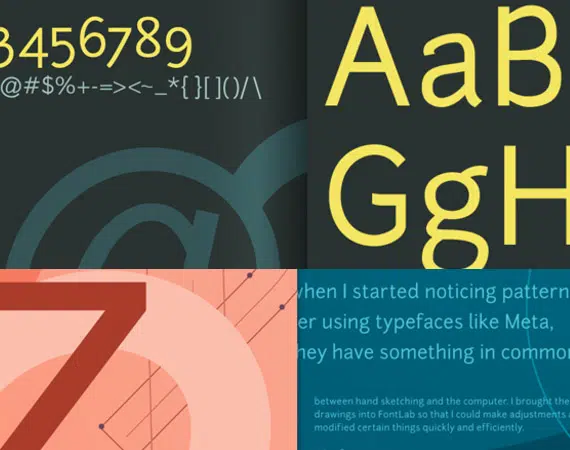 3456789
@#$%+-=><~_*{}[]()/\
@
AaB
GgH
7
when I started noticing pattern
er using typefaces like Meta,
hey have something in common
between hand sketching and the computer. I brought the
drawings into FontLab so that I could make adjustments a
modified certain things quickly and efficiently.